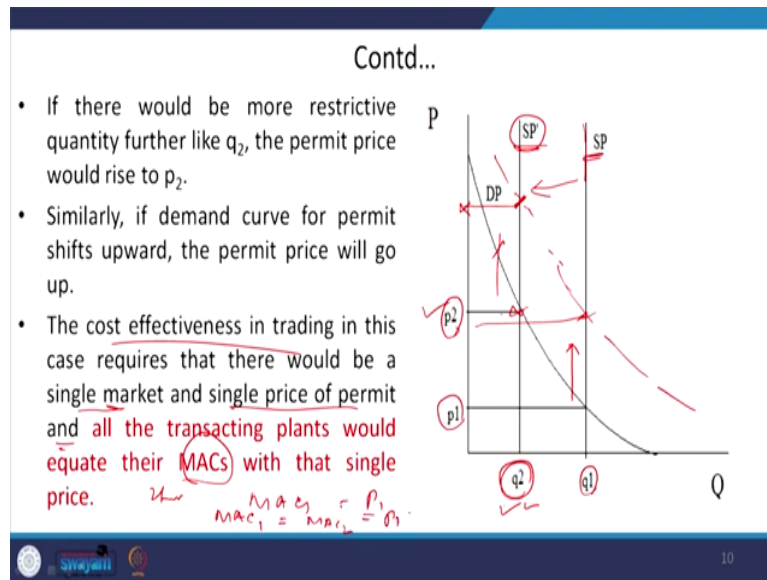 Contd...
• If there would be more restrictive
quantity further like q₂, the permit price
would rise to p₂.
• Similarly, if demand curve for permit
shifts upward, the permit price will go
up.
• The cost effectiveness in trading in this
case requires that there would be a
single market and single price of permit
and all the transacting plants would
equate their MACs with that single
price.
MAC₁ = MAC₂ = P₁
P
SP'
SP
DP
p2
p1
q2
q1
Q
swayam
10